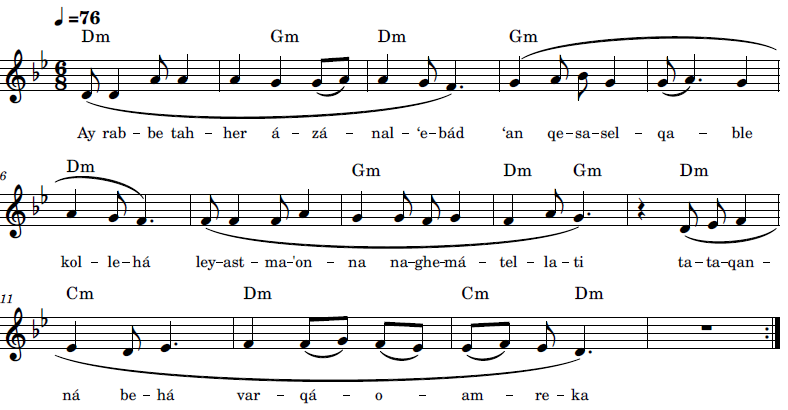 ♩=76
Dm Gm Dm Gm
6 8
Ay rab–be tah–her á–zá–nal–‘e–bád ‘an qe–sa–sel–qa–ble
6
Dm Gm Dm Gm Dm
kol–le–há ley–ast–ma–‘on–na na–ghe–má–tel–la–ti ta–ta–qan–
11
Cm Dm Cm Dm
ná be–há var–qá–o–am–re–ka